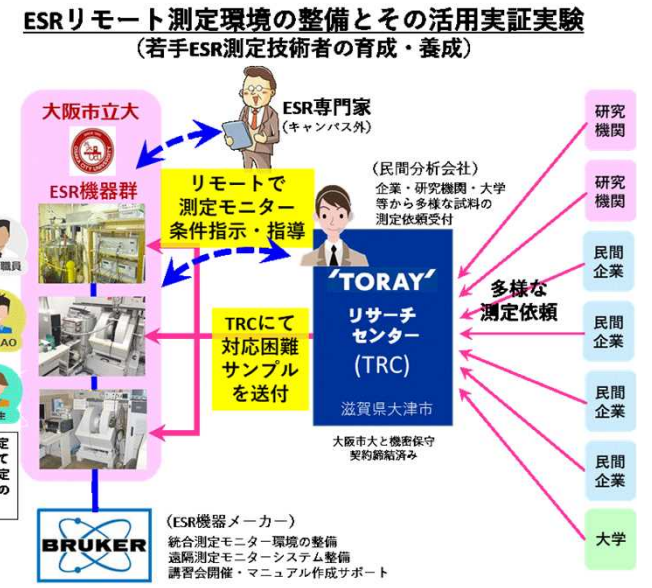 ESRリモート測定環境の整備とその活用実証実験
(若手ESR測定技術者の育成・養成)
大阪市立大
OSAKA CITY UNIVERSITY
ESR機器群
ESR専門家
(キャンパス外)
リモートで
測定モニター
条件指示・指導
(民間分析会社)
企業・研究機関・大学
等から多様な試料の
測定依頼受付
'TORAY'
リサーチ
センター
(TRC)
滋賀県大津市
大阪市大と機密保守
契約締結済み
TRCにて
対応困難
サンプル
を送付
多様な
測定依頼
研究
機関
研究
機関
民間
企業
民間
企業
民間
企業
民間
企業
大学
職員
AO
生
定
て
定
の
BRUKER
(ESR機器メーカー)
統合測定モニター環境の整備
遠隔測定モニターシステム整備
講習会開催・マニュアル作成サポート